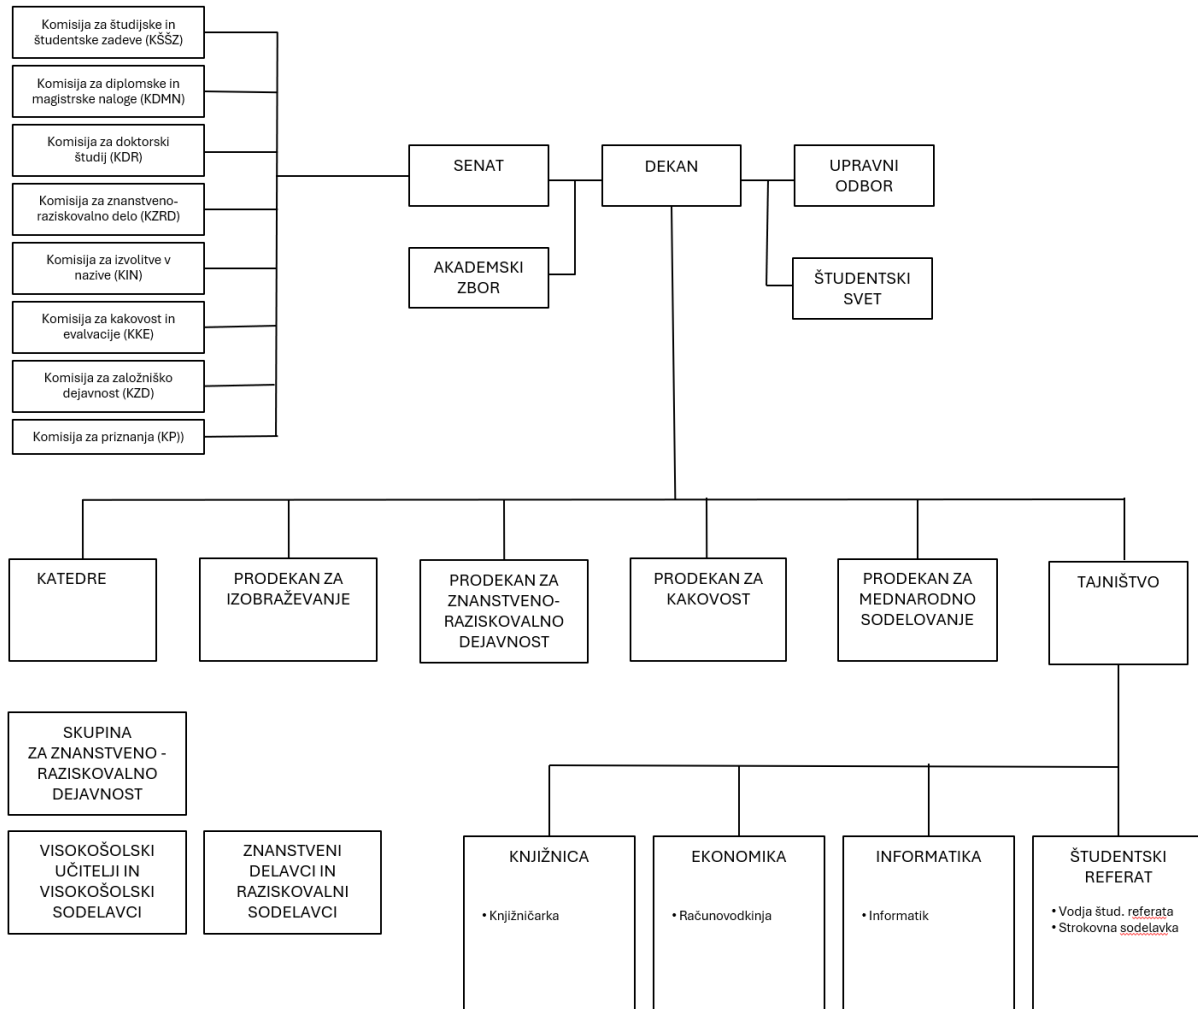 Komisija za študijske in
študentske zadeve (KŠŠZ)
Komisija za diplomske in
magistrske naloge (KDMN)
Komisija za doktorski
študij (KDR)
Komisija za znanstveno-
raziskovalno delo (KZRD)
Komisija za izvolitve v
nazive (KIN)
Komisija za kakovost in
evalvacije (KKE)
Komisija za založniško
dejavnost (KZD)
Komisija za priznanja (KP))
SENAT
DEKAN
UPRAVNI
ODBOR
AKADEMSKI
ZBOR
ŠTUDENTSKI
SVET
KATEDRE
PRODEKAN ZA
IZOBRAŽEVANJE
PRODEKAN ZA
ZNANSTVENO-
RAZISKOVALNO
DEJAVNOST
PRODEKAN ZA
KAKOVOST
PRODEKAN ZA
MEDNARODNO
SODELOVANJE
TAJNIŠTVO
SKUPINA
ZA ZNANSTVENO -
RAZISKOVALNO
DEJAVNOST
VISOKOŠOLSKI
UČITELJI IN
VISOKOŠOLSKI
SODELAVCI
ZNANSTVENI
DELAVCI IN
RAZISKOVALNI
SODELAVCI
KNJIŽNICA
• Knjižničarka
EKONOMIKA
• Računovodkinja
INFORMATIKA
• Informatik
ŠTUDENTSKI
REFERAT
• Vodja štud. referata
• Strokovna sodelavka